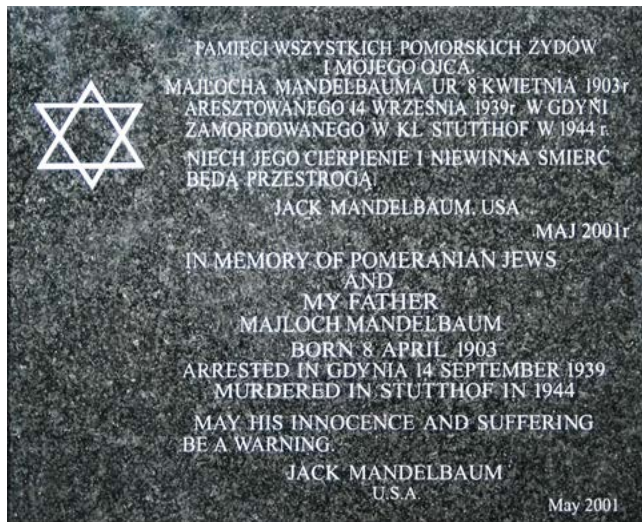 PAMIĘCI WSZYSTKICH POMORSKICH ŻYDÓW
I MOJEGO OJCA.
MAJŁOCHA MANDELBAUMA UR 8 KWIETNIA 1903r
ARESZTOWANEGO 14 WRZEŚNIA 1939r W GDYNI
ZAMORDOWANEGO W KL STUTTHOF W 1944 r.
NIECH JEGO CIERPIENIE I NIEWINNA ŚMIERĆ
BĘDĄ PRZESTROGĄ.
JACK MANDELBAUM, USA
MAJ 2001r
IN MEMORY OF POMERANIAN JEWS
AND
MY FATHER
MAJLOCH MANDELBAUM
BORN 8 APRIL 1903
ARRESTED IN GDYNIA 14 SEPTEMBER 1939
MURDERED IN STUTTHOF IN 1944
MAY HIS INNOCENCE AND SUFFERING
BE A WARNING.
JACK MANDELBAUM
U.S.A.
May 2001